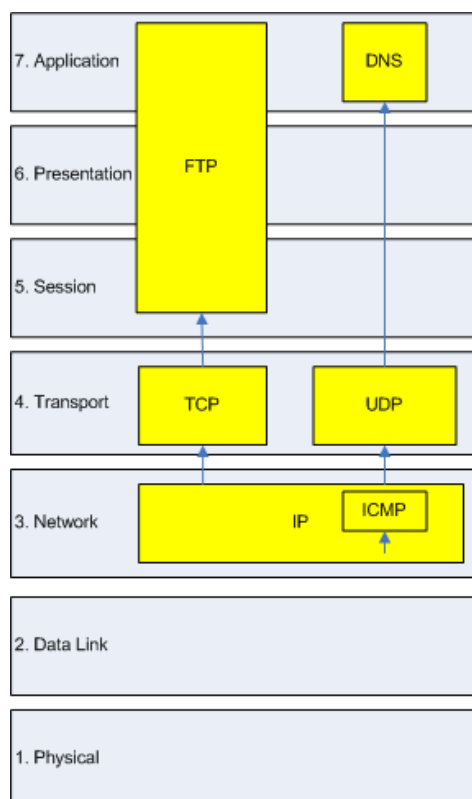 7. Application
DNS
6. Presentation
FTP
5. Session
4. Transport
TCP
UDP
3. Network
IP
ICMP
2. Data Link
1. Physical